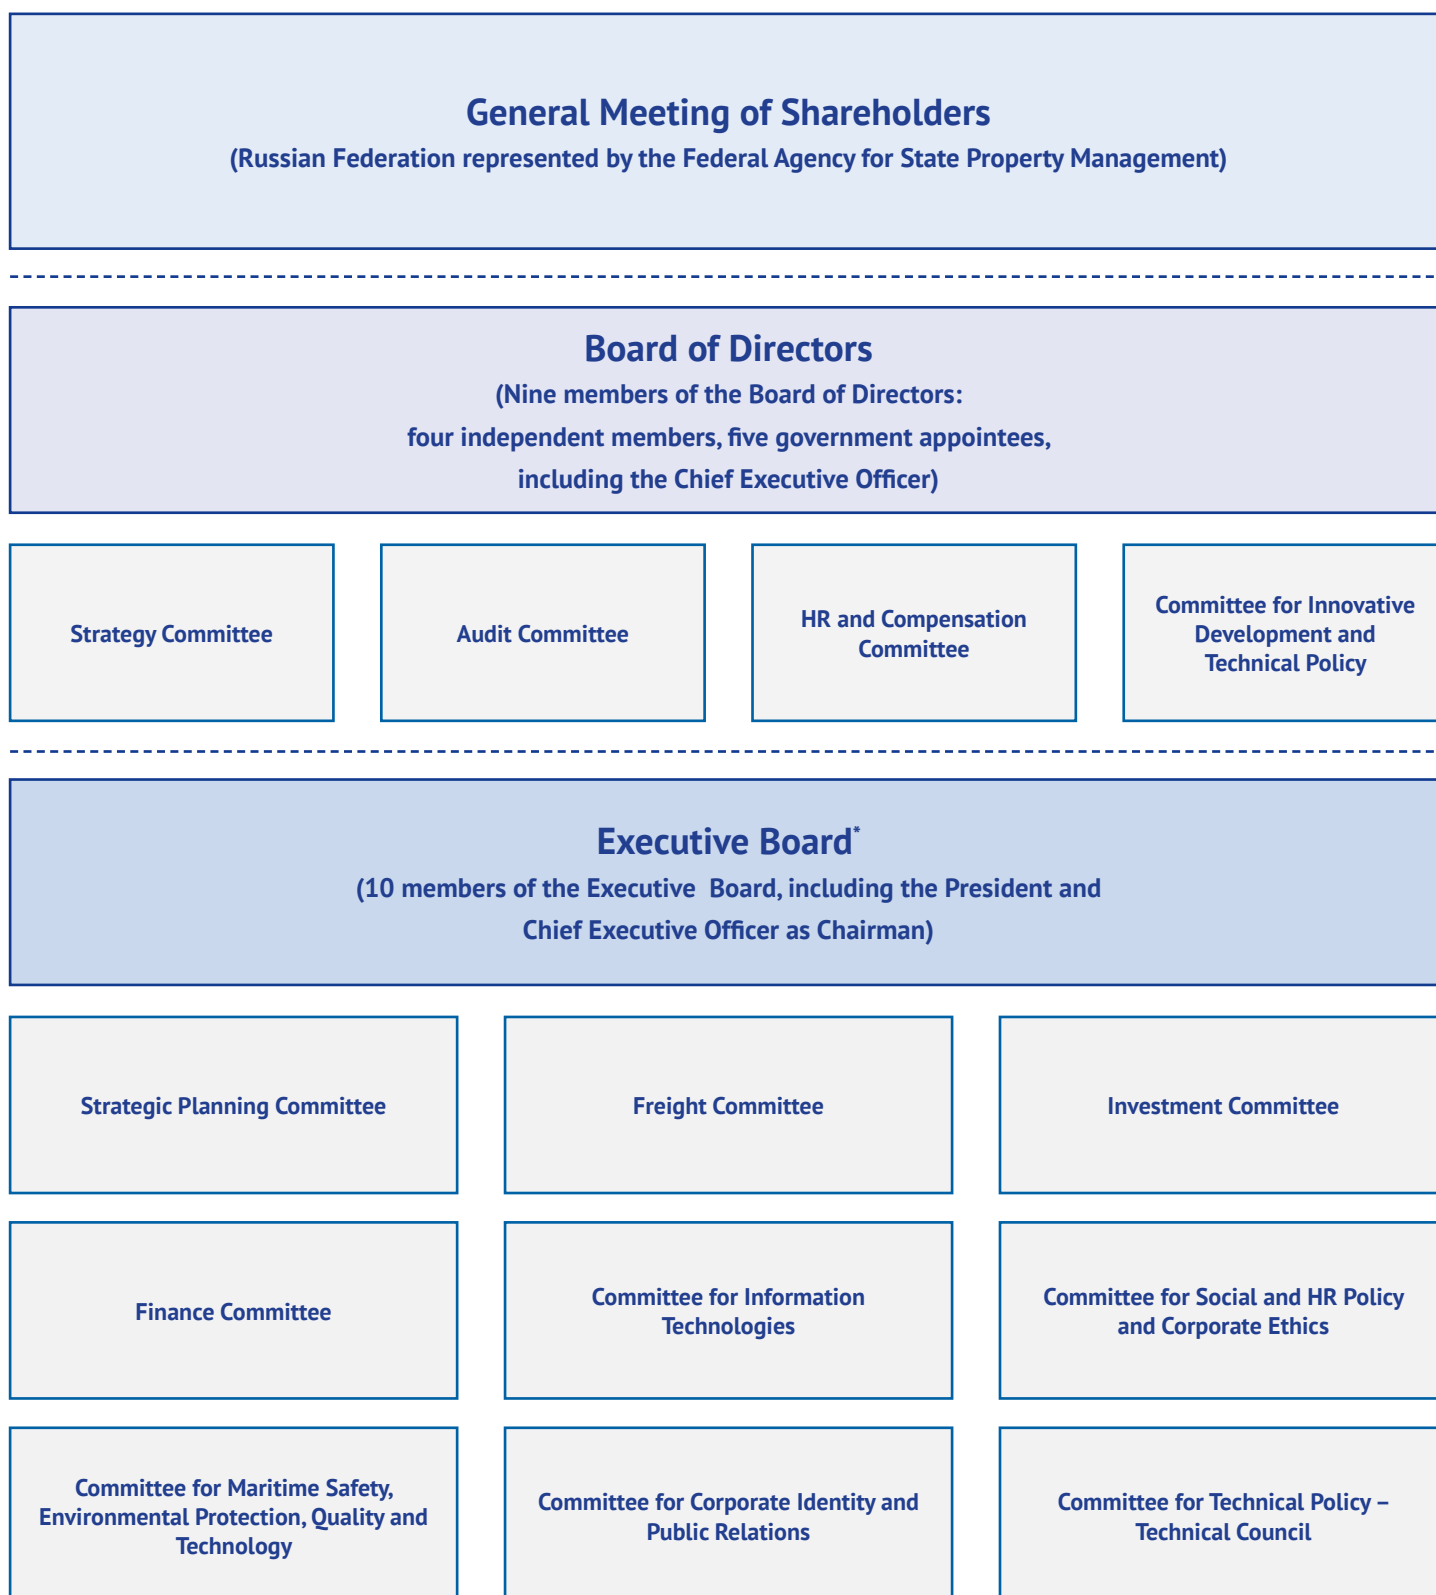 General Meeting of Shareholders
(Russian Federation represented by the Federal Agency for State Property Management)
Board of Directors
(Nine members of the Board of Directors:
four independent members, five government appointees,
including the Chief Executive Officer)
Strategy Committee
Audit Committee
HR and Compensation
Committee
Committee for Innovative
Development and
Technical Policy
Executive Board*
(10 members of the Executive  Board, including the President and
Chief Executive Officer as Chairman)
Strategic Planning Committee
Freight Committee
Investment Committee
Finance Committee
Committee for Information
Technologies
Committee for Social and HR Policy
and Corporate Ethics
Committee for Maritime Safety,
Environmental Protection, Quality and
Technology
Committee for Corporate Identity and
Public Relations
Committee for Technical Policy –
Technical Council